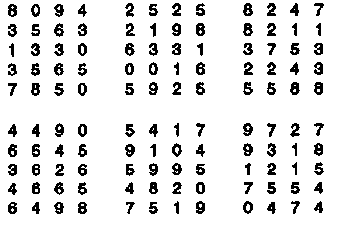 8 0 9 4 2 5 2 5 8 2 4 7
3 5 6 3 2 1 9 8 8 2 1 1
1 3 3 0 6 3 3 1 3 7 5 3
3 5 6 5 0 0 1 6 2 2 4 3
7 8 5 0 5 9 2 5 5 5 8 8
4 4 9 0 5 4 1 7 9 7 2 7
6 5 4 5 9 1 0 4 9 3 1 8
3 6 2 6 5 9 9 5 1 2 1 5
4 6 6 5 4 8 2 0 7 5 5 4
6 4 9 8 7 5 1 9 0 4 7 4